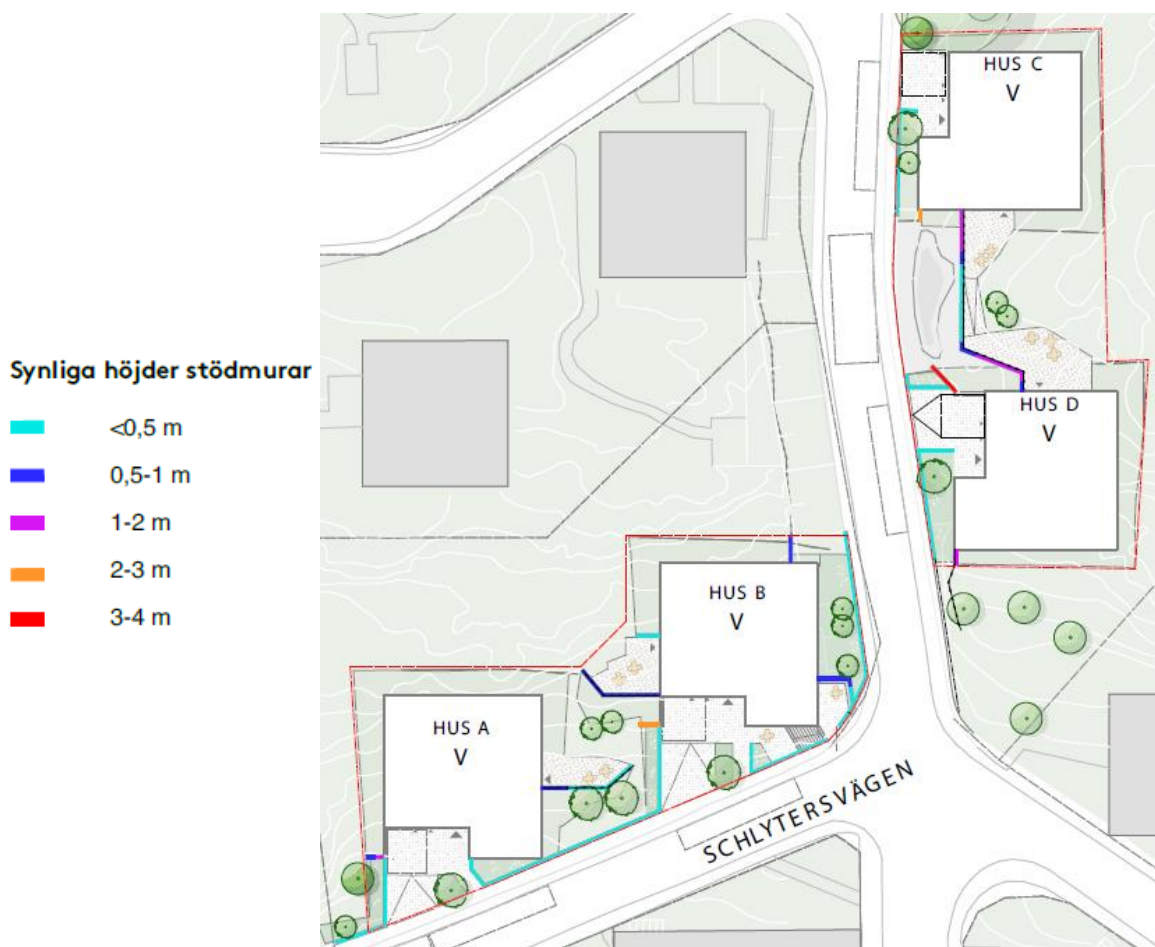 Synliga höjder stödmurar
<0,5 m
0,5-1 m
1-2 m
2-3 m
3-4 m
HUS C
V
HUS D
V
HUS B
V
HUS A
V
SCHLYTERSVÄGEN